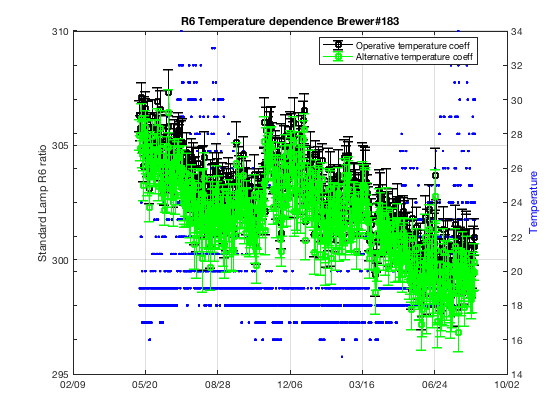 R6 Temperature dependence Brewer#183
Operative temperature coeff
Alternative temperature coeff
Standard Lamp R6 ratio
310
305
300
295
34
32
30
28
26
24
22
20
18
16
14
Temperature
02/09 05/20 08/28 12/06 03/16 06/24 10/02